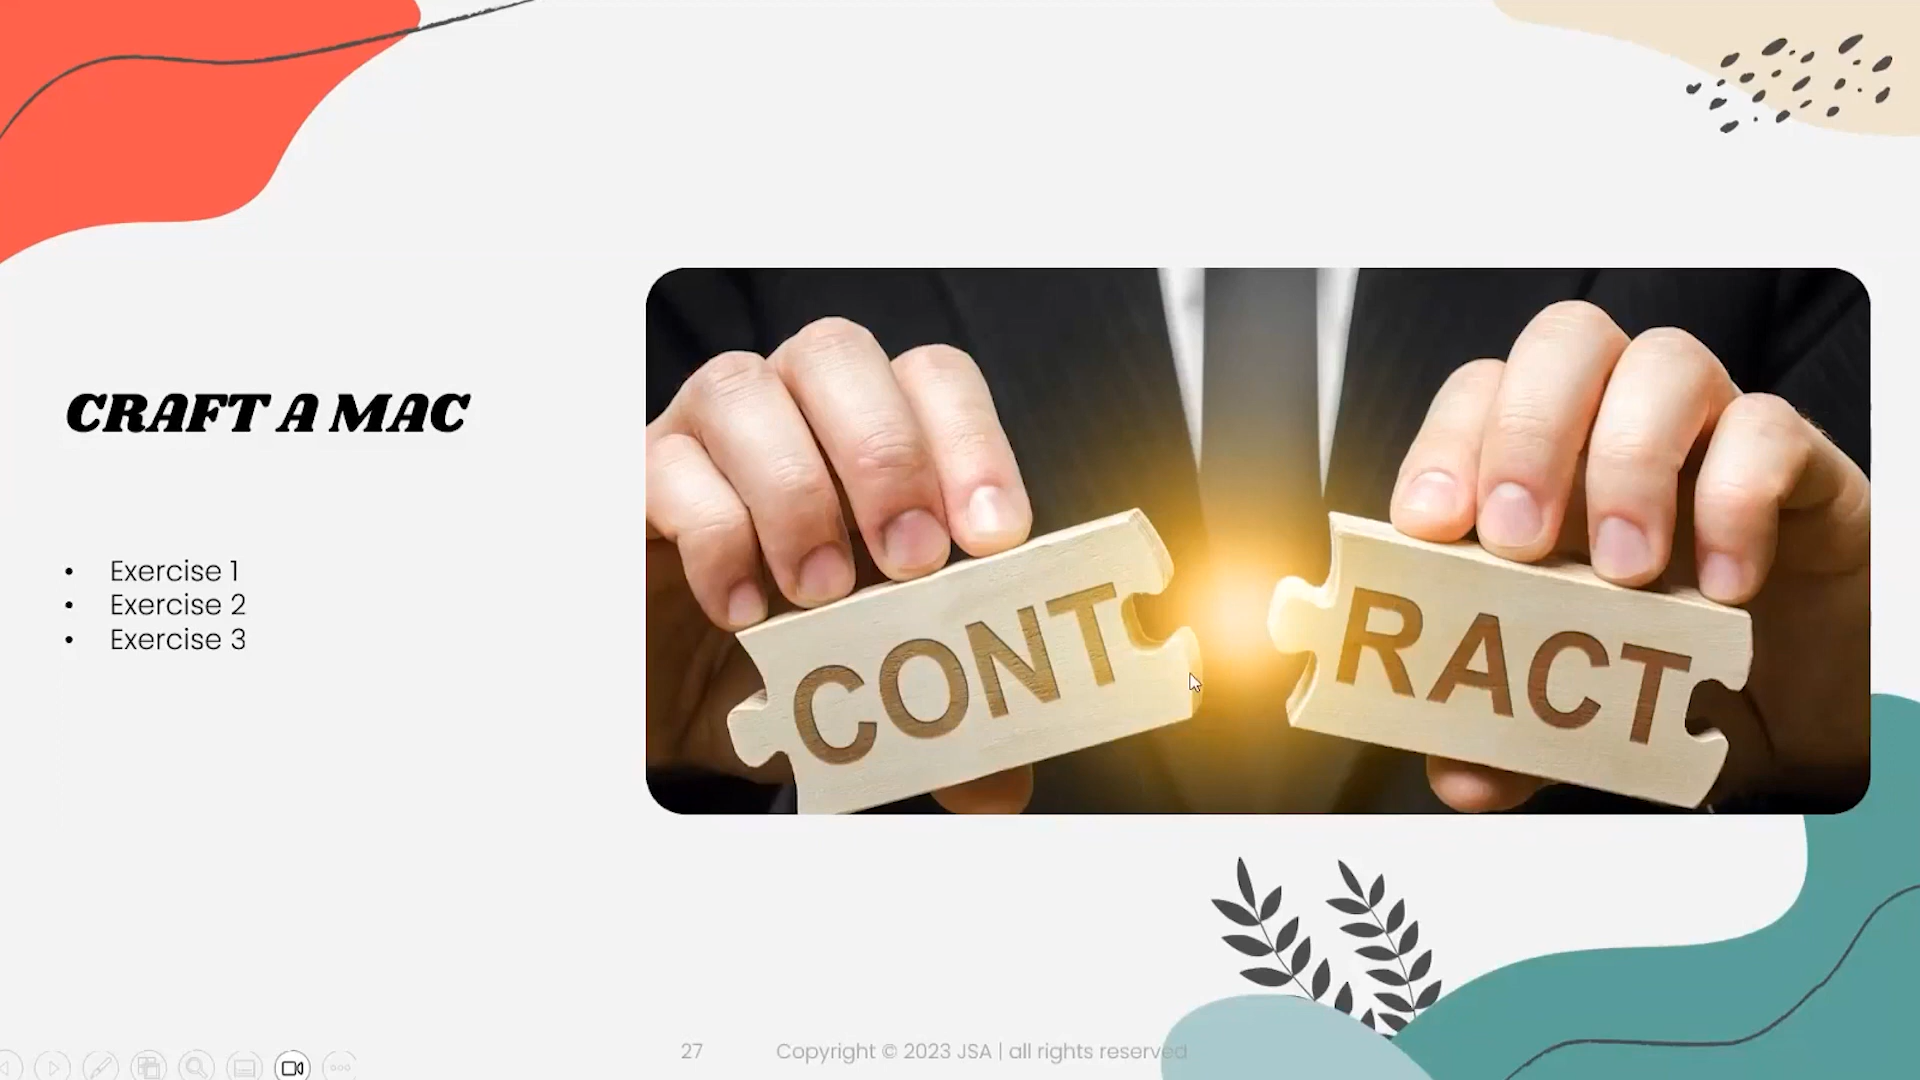 CRAFT A MAC
• Exercise 1
• Exercise 2
• Exercise 3
CONT
RACT
27
Copyright © 2023 JSA | all rights reserved